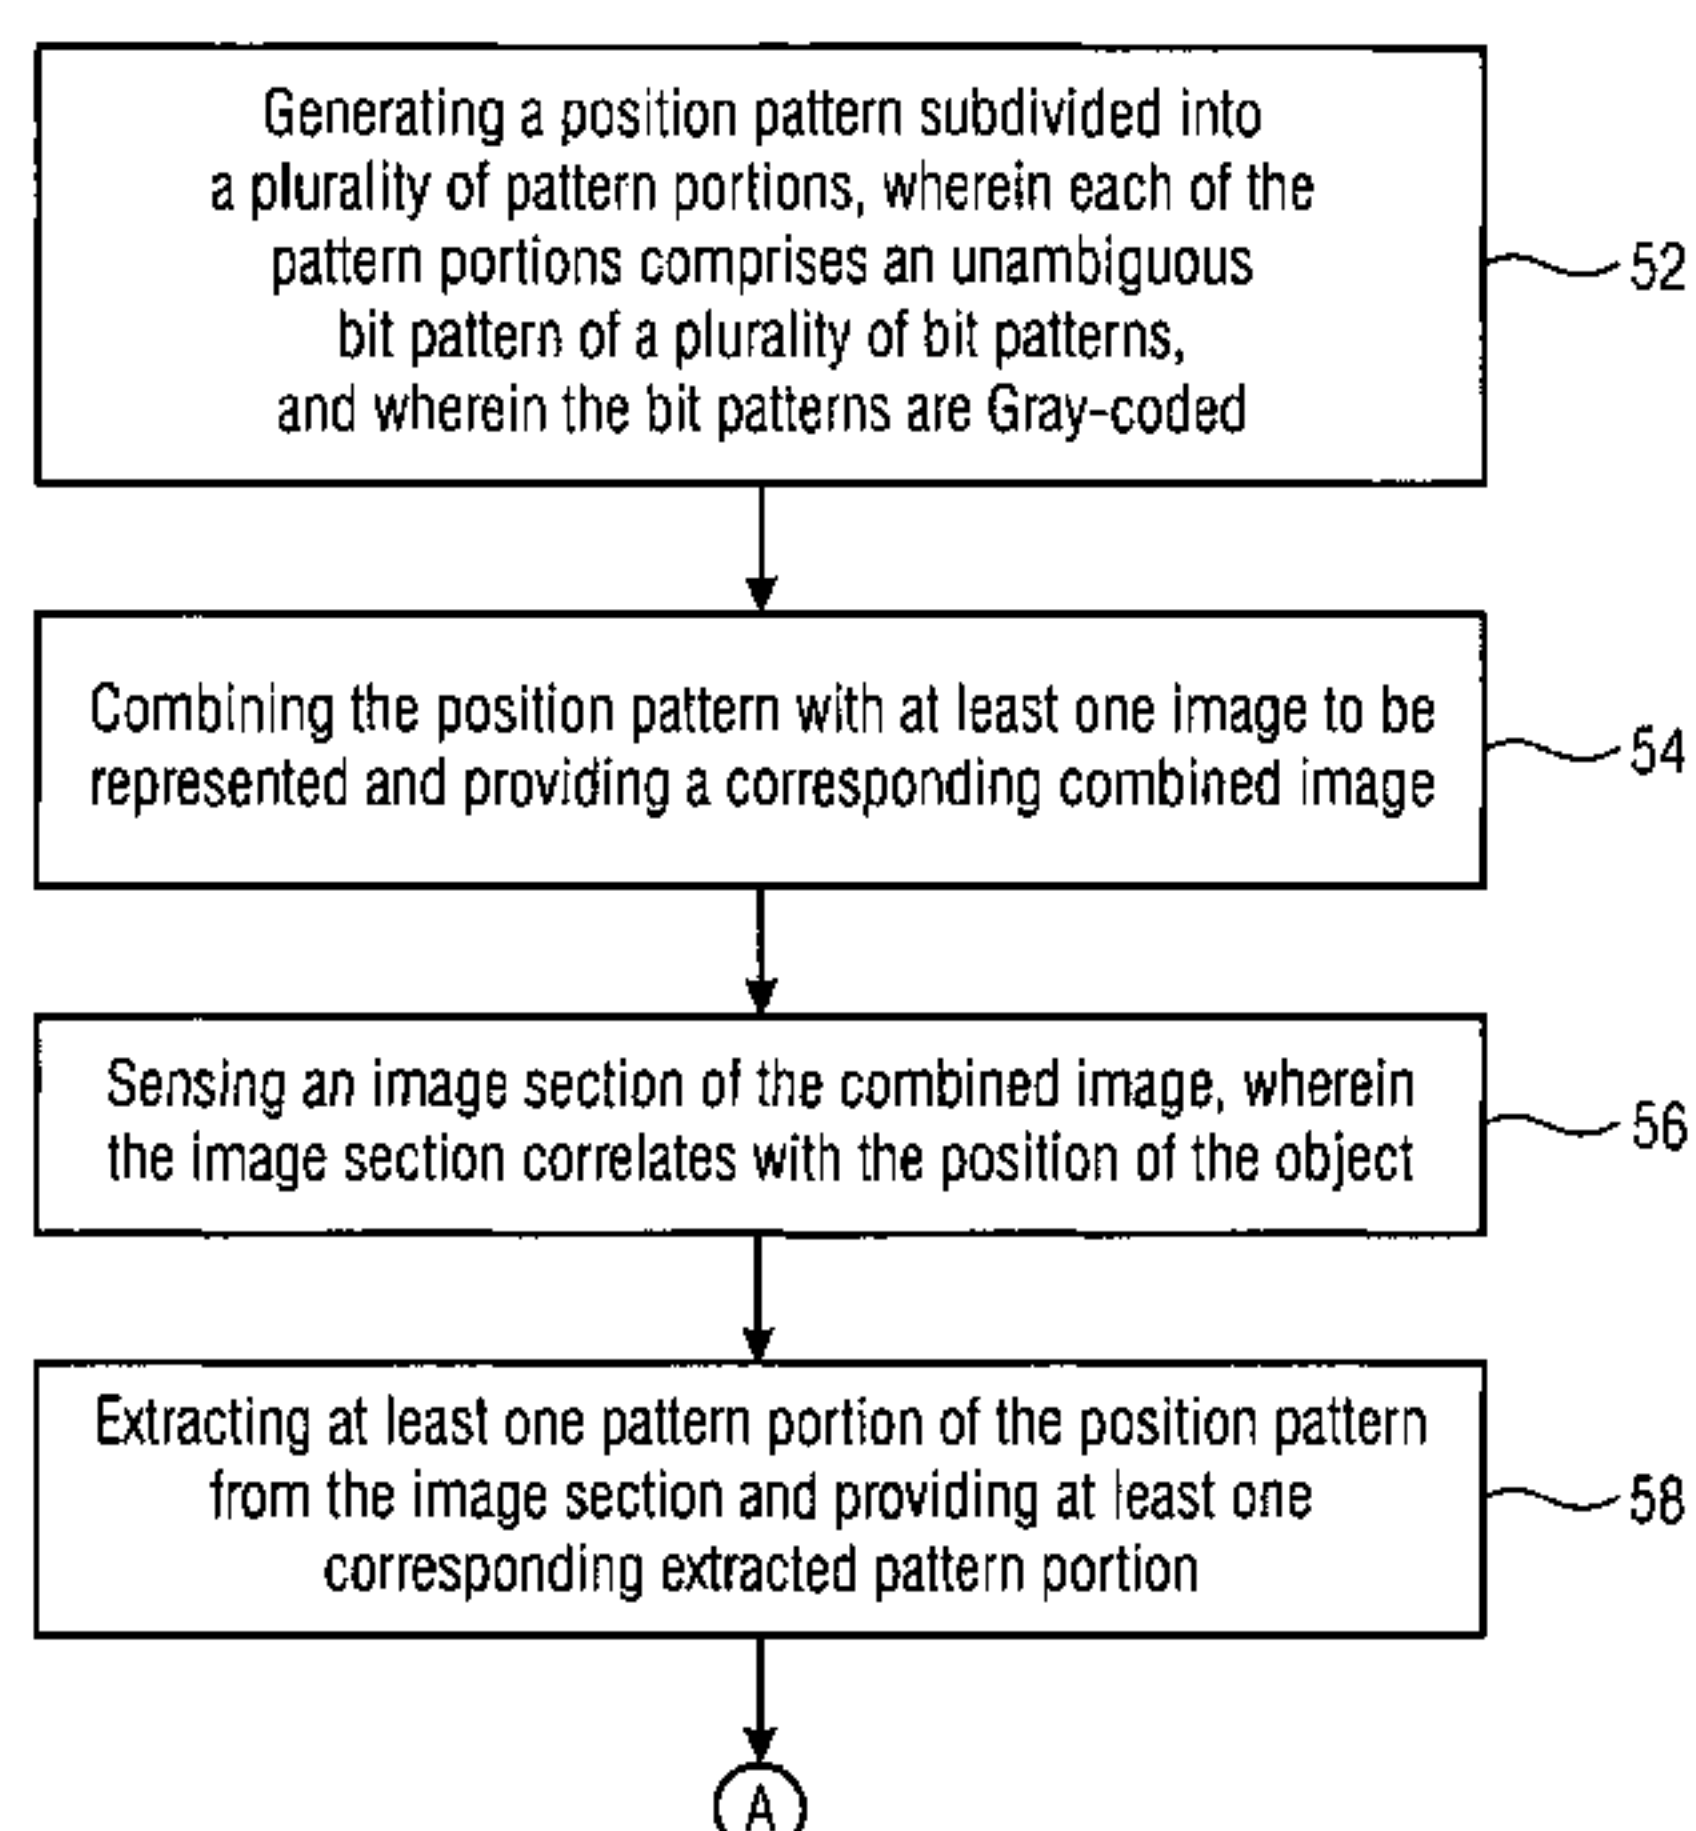 Generating a position pattern subdivided into
a plurality of pattern portions, wherein each of the
pattern portions comprises an unambiguous
bit pattern of a plurality of bit patterns,
and wherein the bit patterns are Gray-coded
52
Combining the position pattern with at least one image to be
represented and providing a corresponding combined image
54
Sensing an image section of the combined image, wherein
the image section correlates with the position of the object
56
Extracting at least one pattern portion of the position pattern
from the image section and providing at least one
corresponding extracted pattern portion
58
A